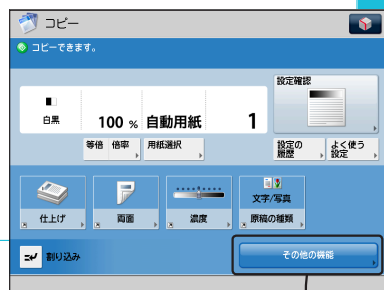 コピー
コピーできます。
設定確認
白黒
100 % 自動用紙 1
等倍 倍率 用紙選択
設定の
履歴
よく使う
設定
仕上げ
両面
濃度
文字/写真
原稿の種類
割り込み
その他の機能